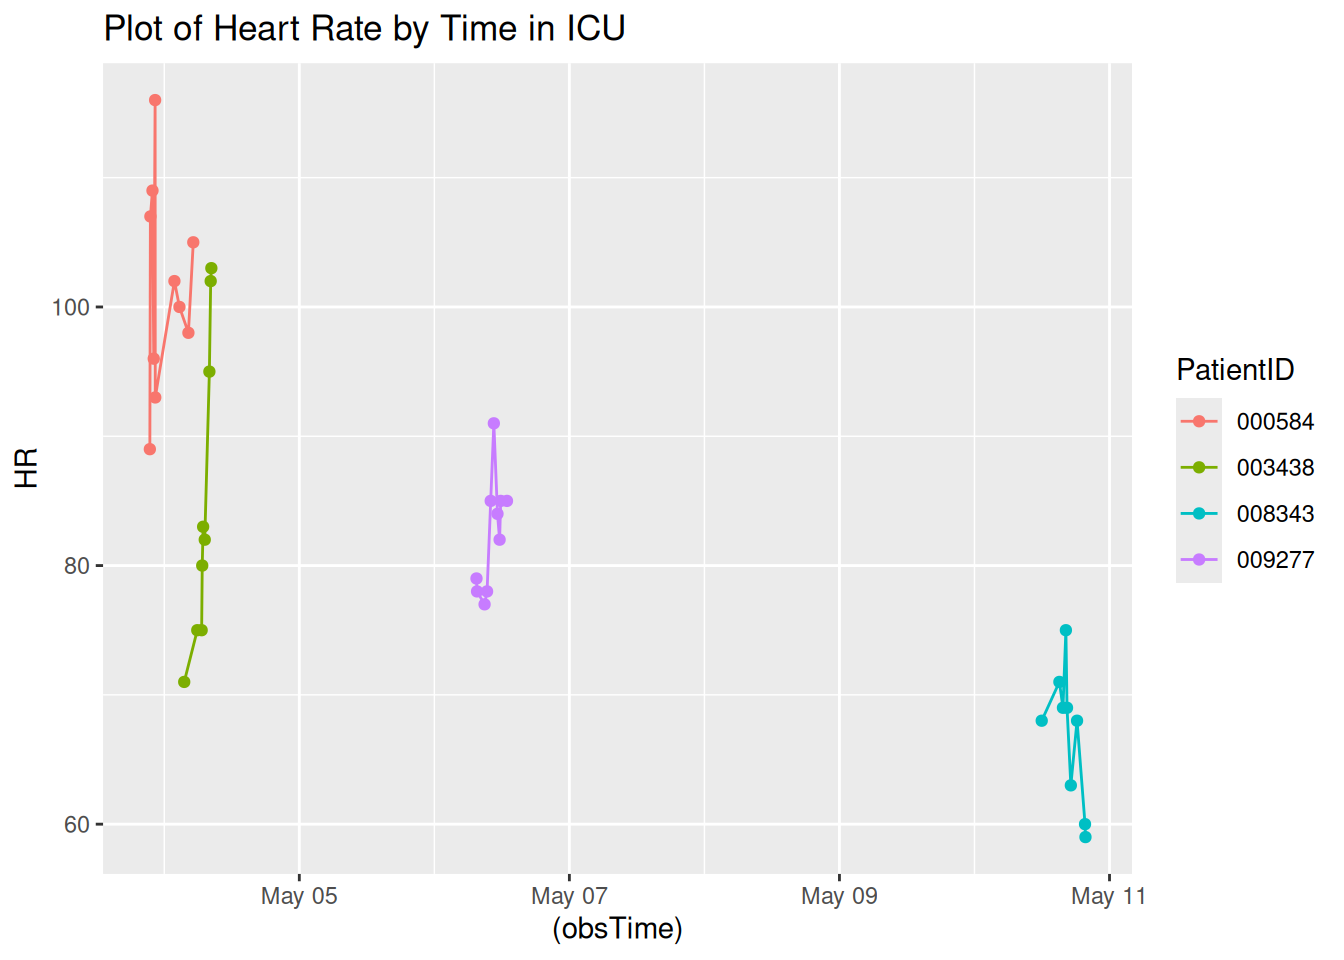 Plot of Heart Rate by Time in ICU
HR
100
80
60
May 05
May 07
May 09
May 11
(obsTime)
PatientID
000584
003438
008343
009277